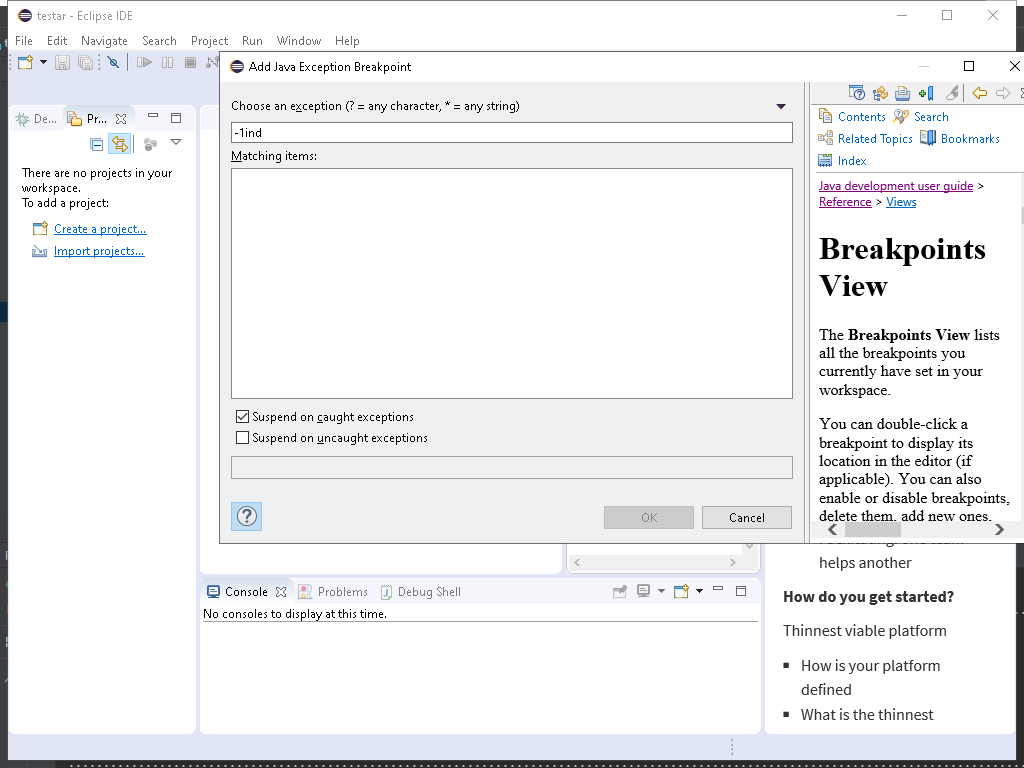 testar - Eclipse IDE
File Edit Navigate Search Project Run Window Help
De...
Pr...
There are no projects in your
workspace.
To add a project:
Create a project...
Import projects...
Add Java Exception Breakpoint
Choose an exception (? = any character, * = any string)
-1ind
Matching items:
Suspend on caught exceptions
Suspend on uncaught exceptions
OK
Cancel
Contents Search
Related Topics Bookmarks
Index
Java development user guide >
Reference > Views
Breakpoints
View
The Breakpoints View lists
all the breakpoints you
currently have set in your
workspace.
You can double-click a
breakpoint to display its
location in the editor (if
applicable). You can also
enable or disable breakpoints,
delete them, add new ones,
helps another
How do you get started?
Thinnest viable platform
▪ How is your platform
defined
▪ What is the thinnest
Console Problems Debug Shell
No consoles to display at this time.